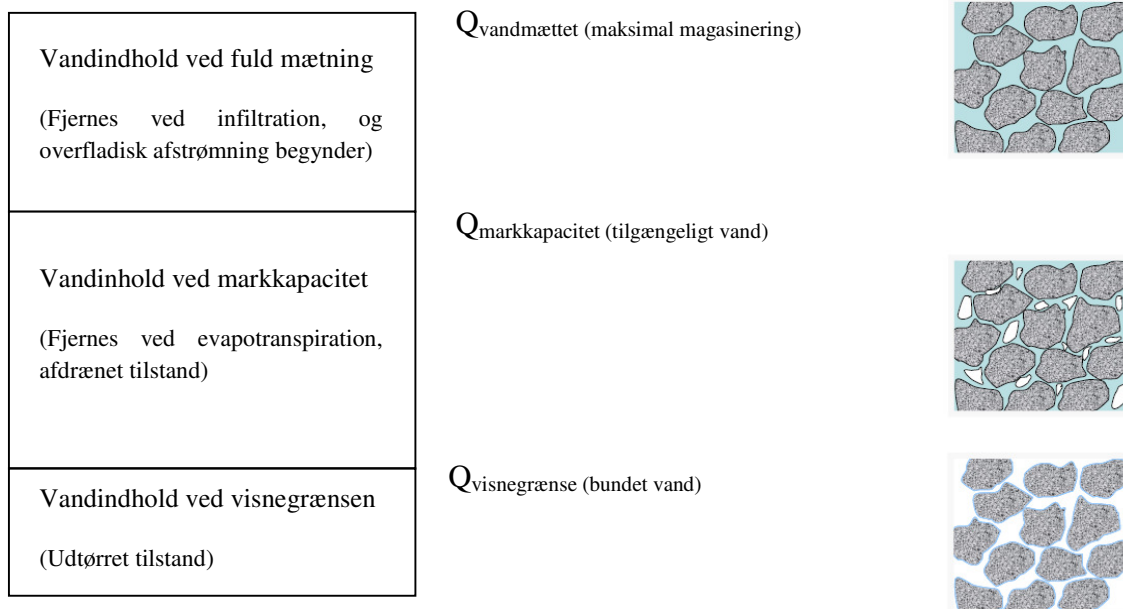 Vandindhold ved fuld mætning
(Fjernes ved infiltration, og
overfladisk afstrømning begynder)
Qvandmættet (maksimal magasinering)
Vandinhold ved markkapacitet
(Fjernes ved evapotranspiration,
afdrænet tilstand)
Qmarkkapacitet (tilgængeligt vand)
Vandindhold ved visnegrænsen
(Udtørret tilstand)
Qvisnegrænse (bundet vand)